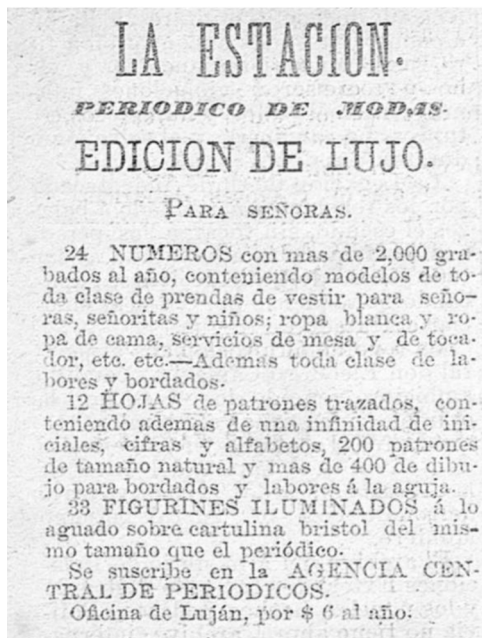 LA ESTACION.
PERIODICO DE MODAS.
EDICION DE LUJO.
PARA SEÑORAS.
24 NUMEROS con mas de 2,000 gra-
bados al año, conteniendo modelos de to-
da clase de prendas de vestir para seño-
ras, señoritas y niños; ropa blanca y ro-
pa de cama, servicios de mesa y de toca-
dor, etc. etc.—Ademas toda clase de la-
bores y bordados.
12 HOJAS de patrones trazados, con-
teniendo ademas de una infinidad de ini-
ciales, cifras y alfabetos, 200 patrones
de tamaño natural y mas de 400 de dibu-
jo para bordados y labores á la aguja.
33 FIGURINES ILUMINADOS á lo
aguado sobre cartulina bristol del mis-
mo tamaño que el periódico.
Se suscribe en la AGENCIA CEN-
TRAL DE PERIODICOS.
Oficina de Luján, por $ 6 al año.